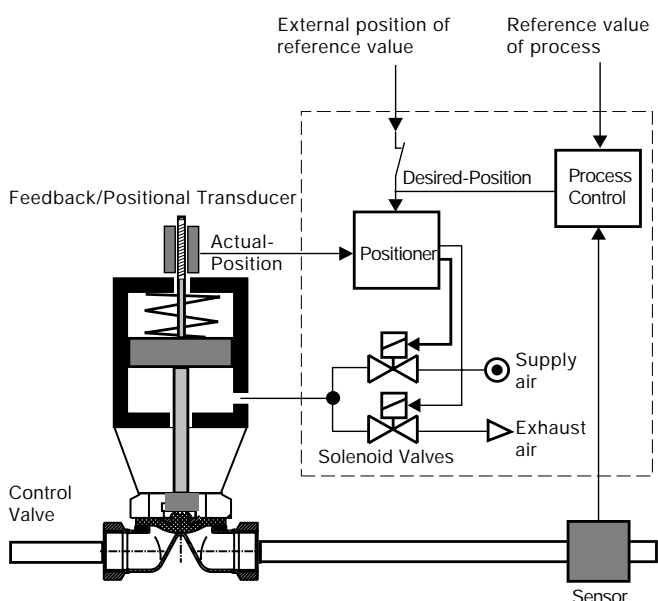 External position of
reference value
Reference value
of process
Desired-Position
Process
Control
Feedback/Positional Transducer
Actual-
Position
Positioner
Supply
air
Exhaust
air
Solenoid Valves
Control
Valve
Sensor